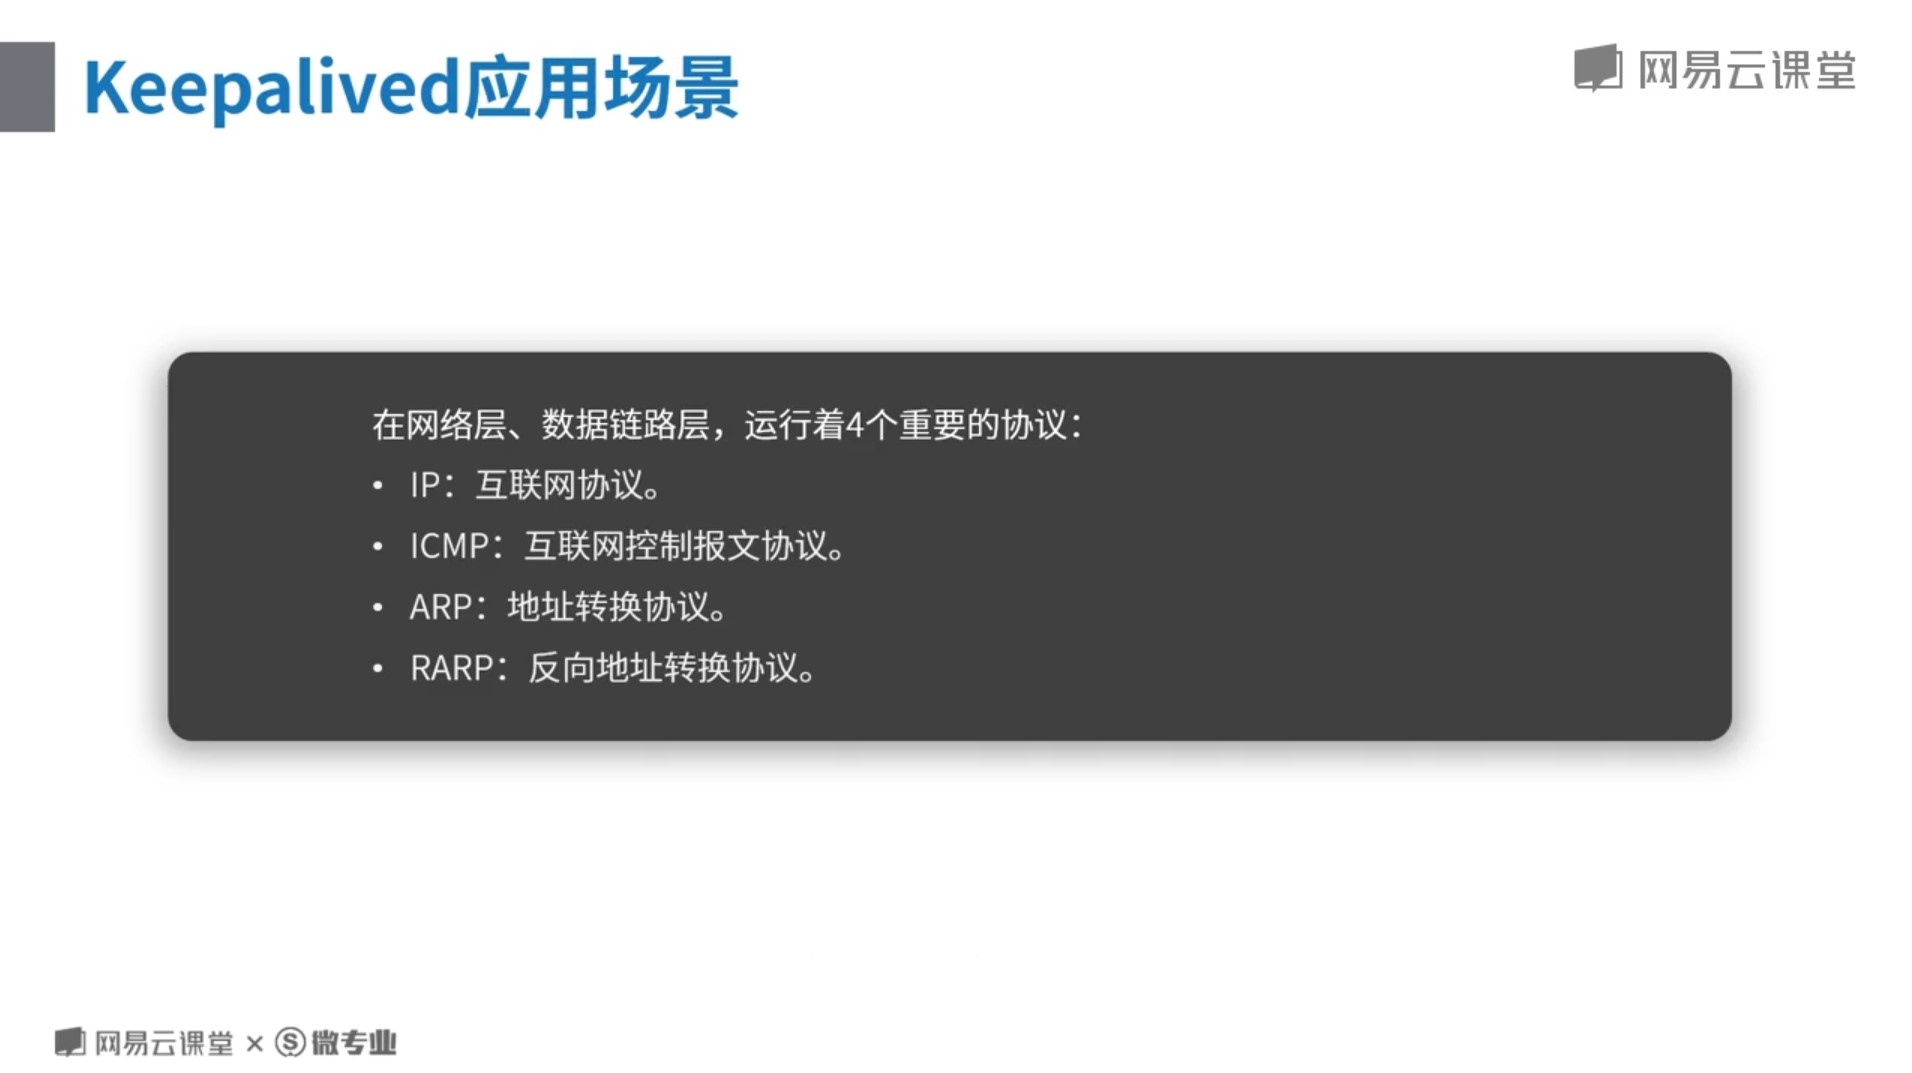 Keepalived应用场景
网易云课堂
在网络层、数据链路层，运行着4个重要的协议：
• IP：互联网协议。
• ICMP：互联网控制报文协议。
• ARP：地址转换协议。
• RARP：反向地址转换协议。
网易云课堂 × Ⓢ 微专业